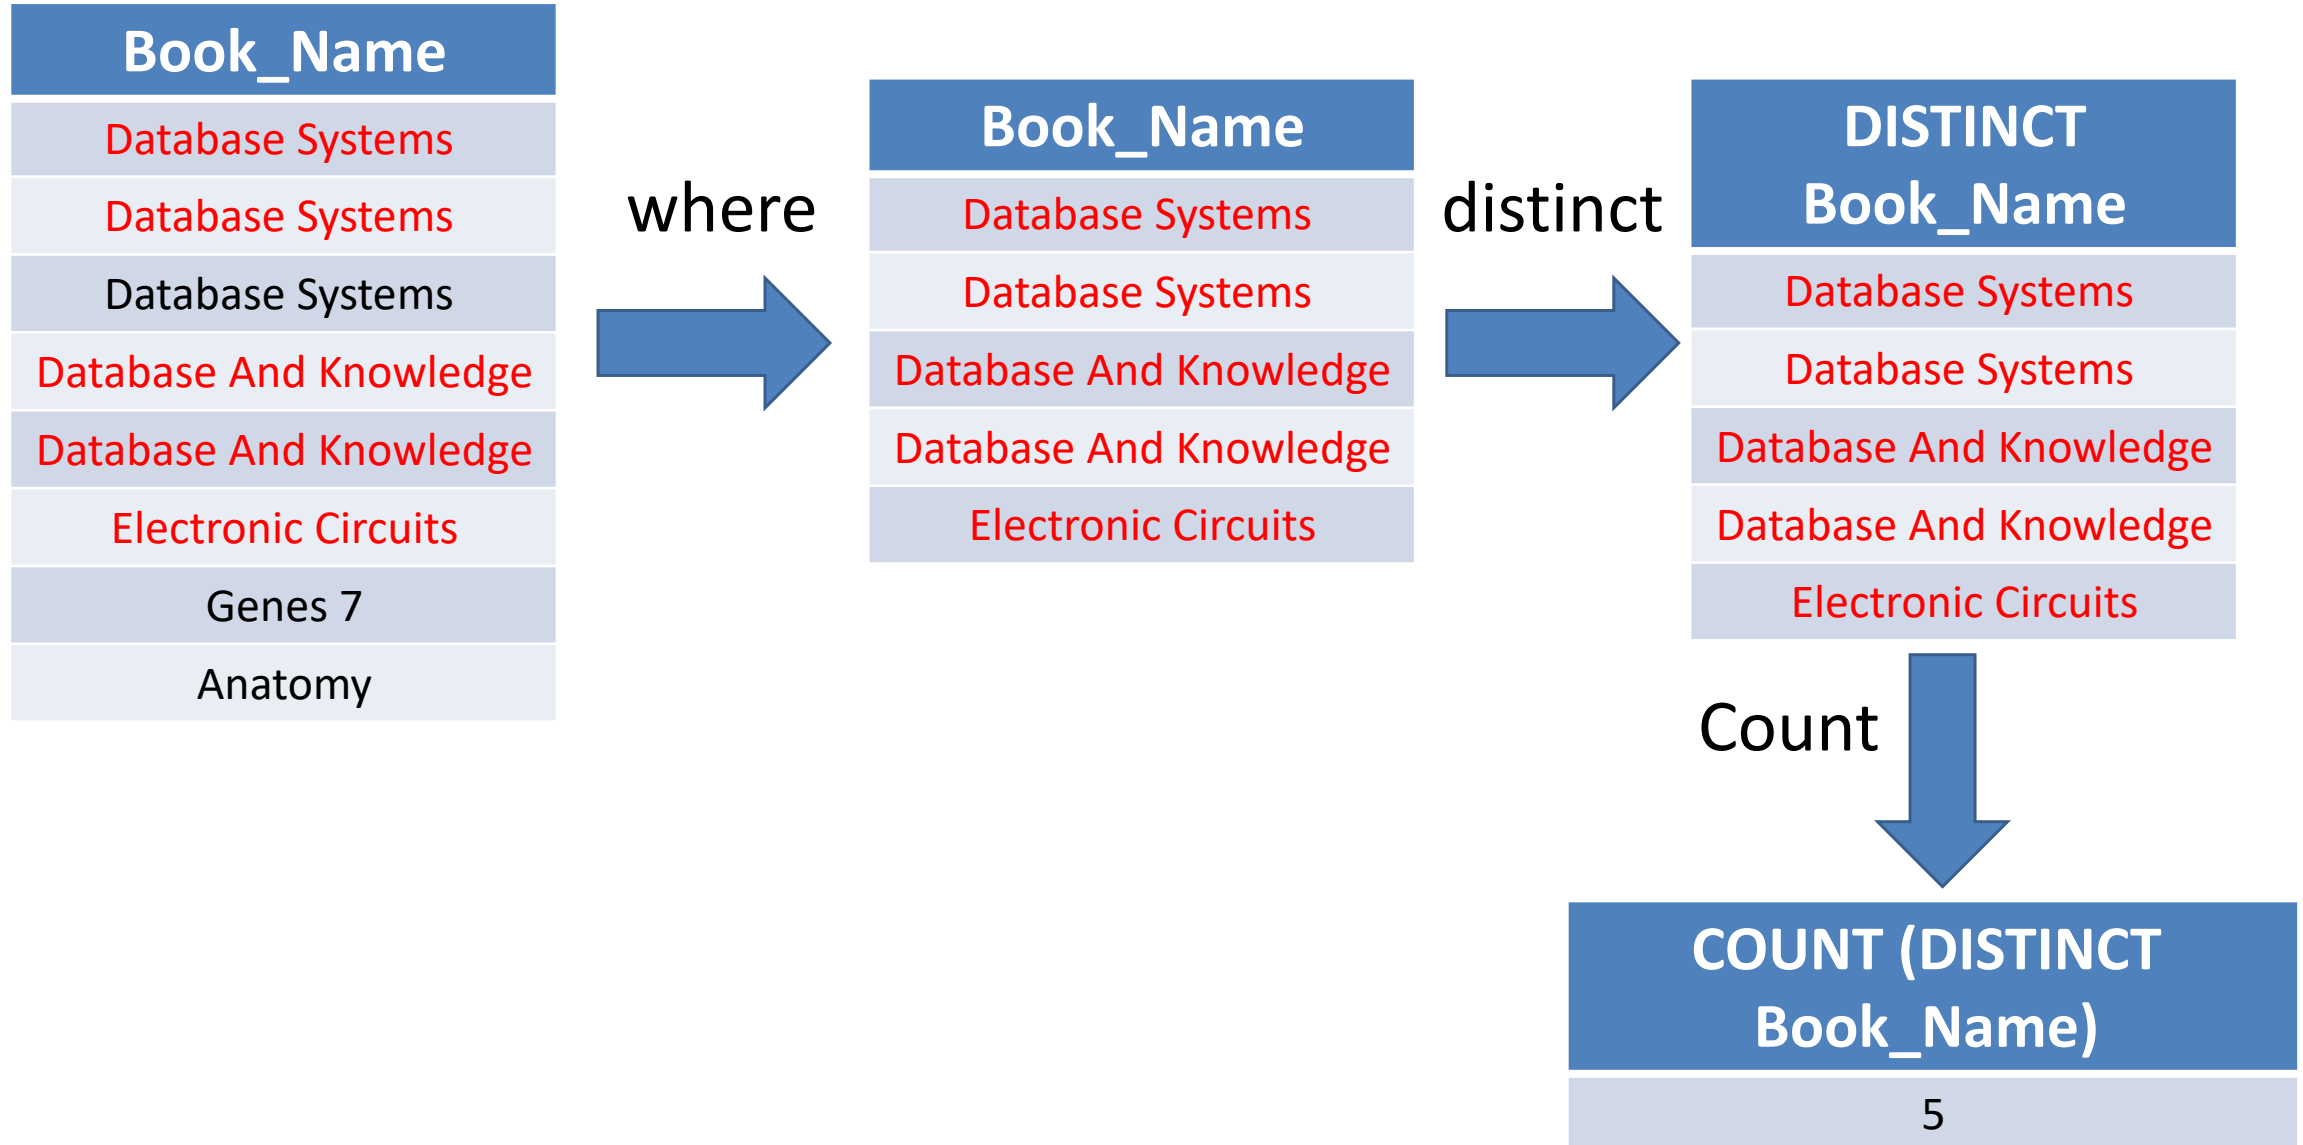 Book_Name
Database Systems
Database Systems
Database Systems
Database And Knowledge
Database And Knowledge
Electronic Circuits
Genes 7
Anatomy
where
Book_Name
Database Systems
Database Systems
Database And Knowledge
Database And Knowledge
Electronic Circuits
distinct
DISTINCT
Book_Name
Database Systems
Database Systems
Database And Knowledge
Database And Knowledge
Electronic Circuits
Count
COUNT (DISTINCT
Book_Name)
5